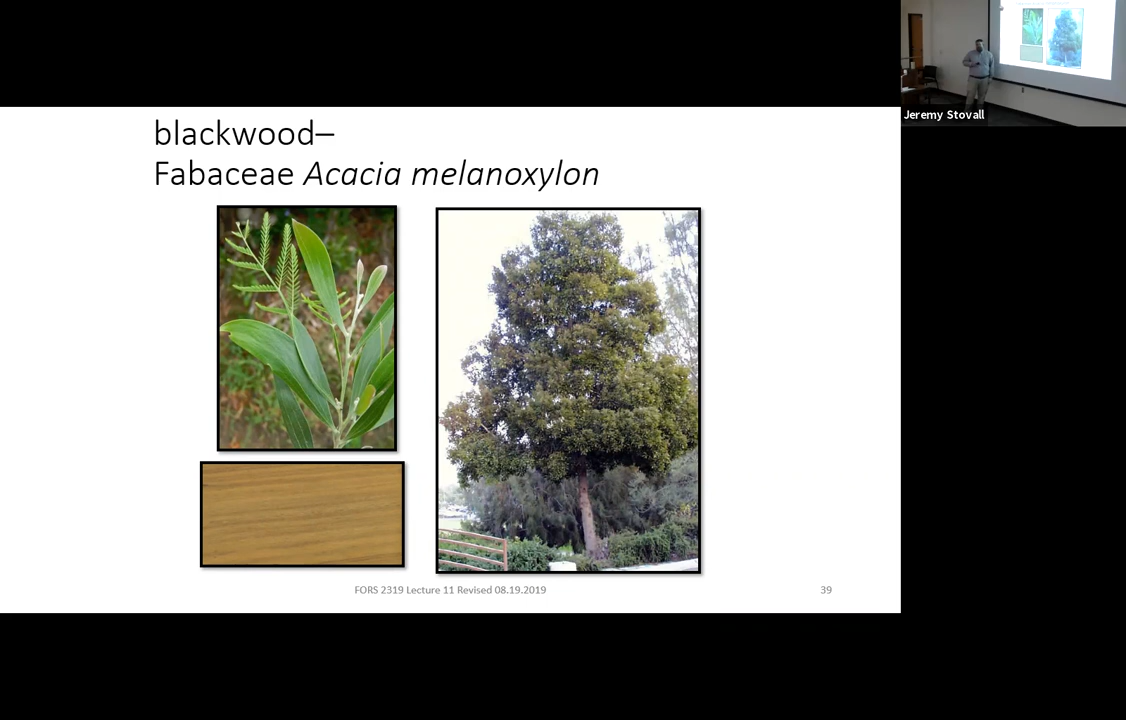 blackwood–
Fabaceae Acacia melanoxylon
Jeremy Stovall
FORS 2319 Lecture 11 Revised 08.19.2019
39